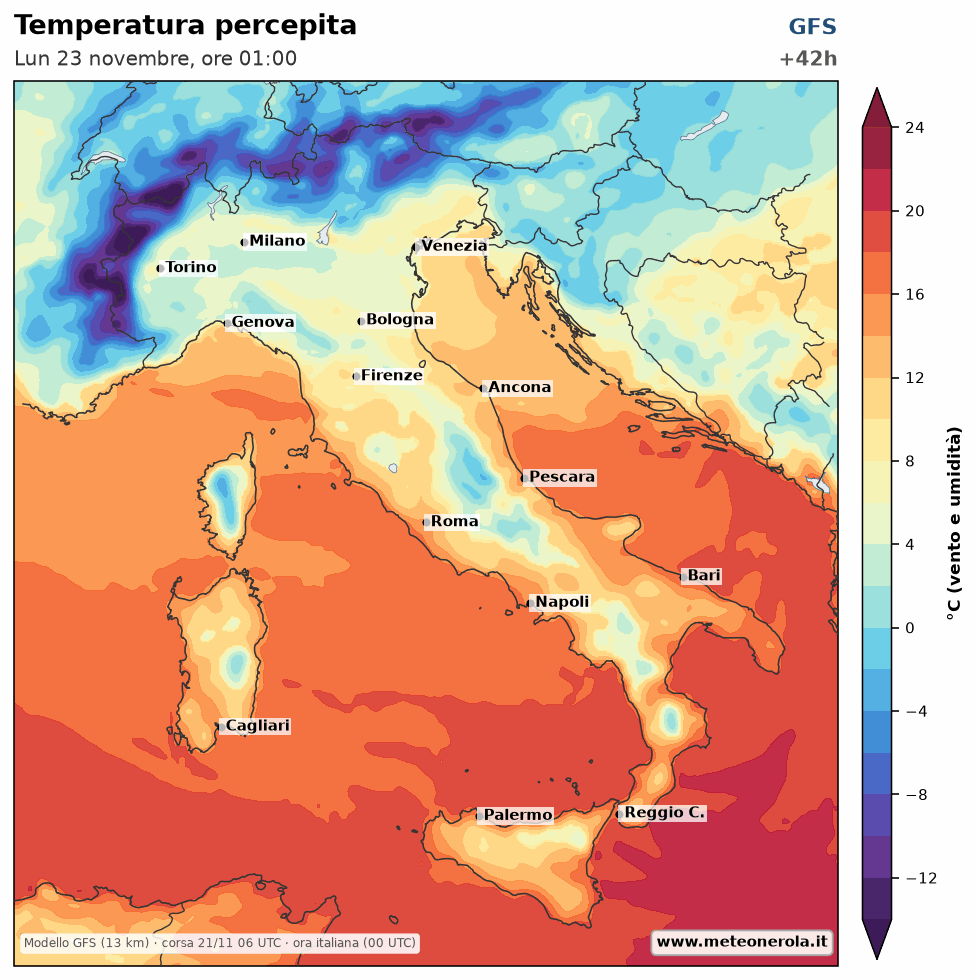 Temperatura percepita
GFS
Lun 23 novembre, ore 01:00
+42h
24
20
16
12
8
4
0
−4
−8
−12
°C (vento e umidità)
Milano
Venezia
Torino
Genova
Bologna
Firenze
Ancona
Pescara
Roma
Bari
Napoli
Cagliari
Palermo
Reggio C.
Modello GFS (13 km) · corsa 21/11 06 UTC · ora italiana (00 UTC)
www.meteonerola.it